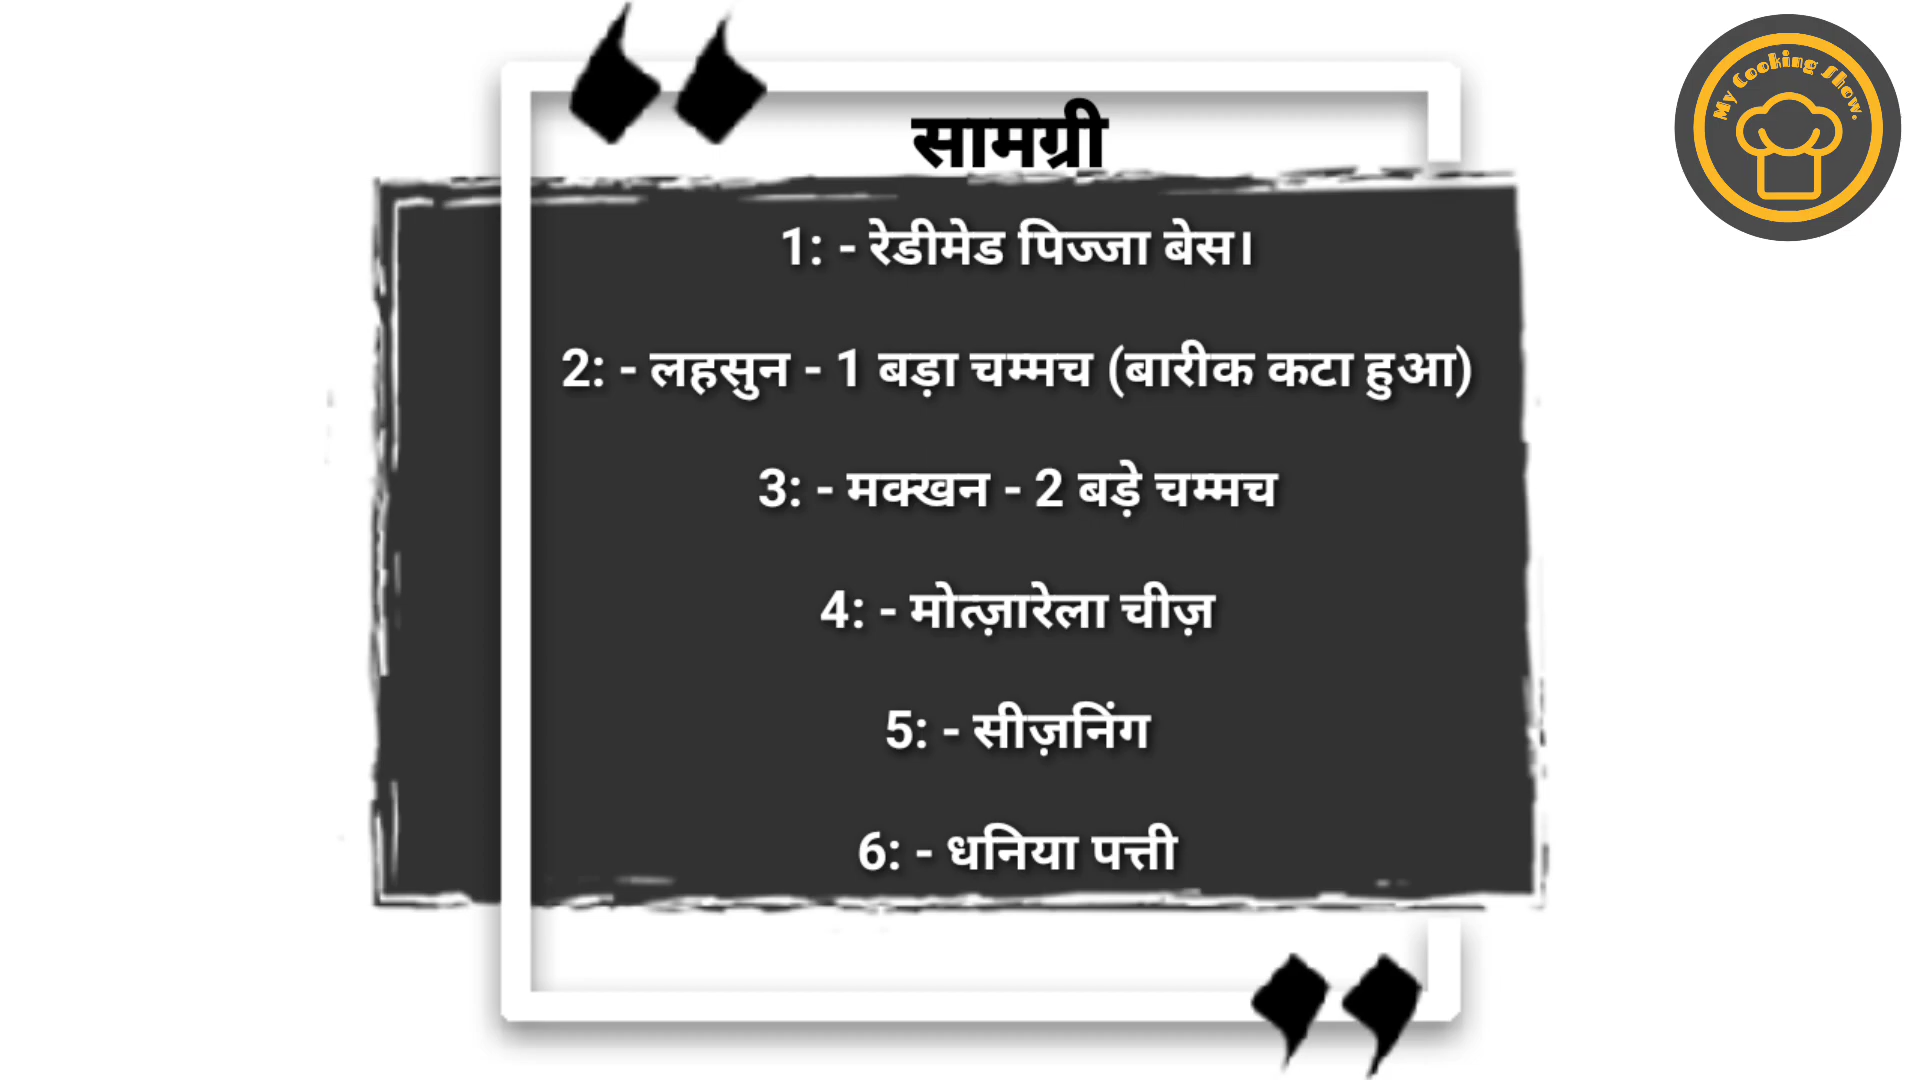 My Cooking Show.
सामग्री
1: - रेडीमेड पिज्जा बेस।
2: - लहसुन - 1 बड़ा चम्मच (बारीक कटा हुआ)
3: - मक्खन - 2 बड़े चम्मच
4: - मोत्ज़ारेला चीज़
5: - सीज़निंग
6: - धनिया पत्ती